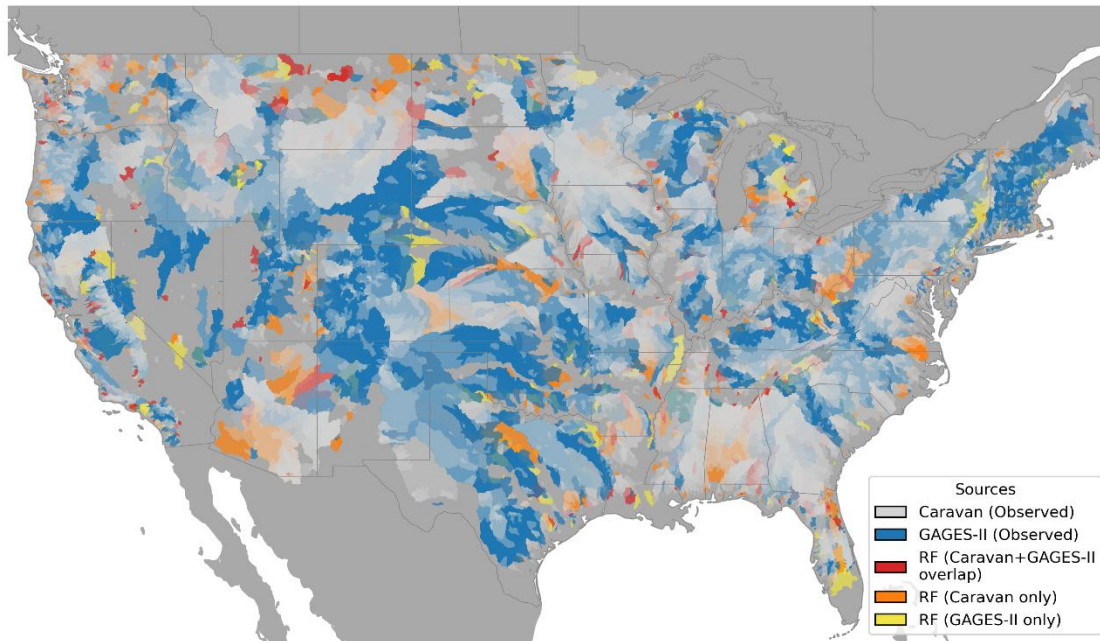 Sources
Caravan (Observed)
GAGES-II (Observed)
RF (Caravan+GAGES-II
overlap)
RF (Caravan only)
RF (GAGES-II only)